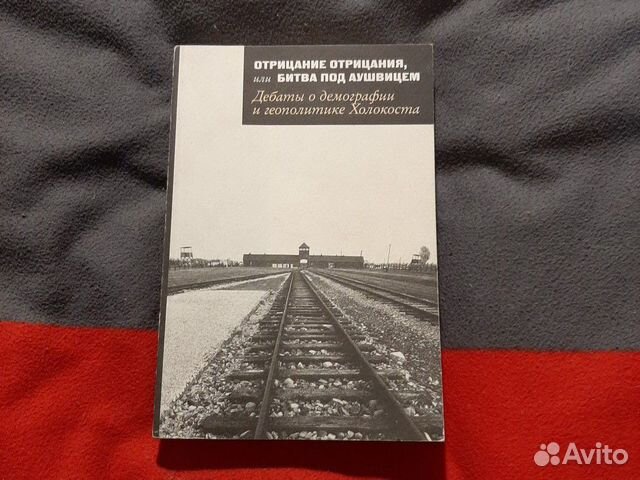 ОТРИЦАНИЕ ОТРИЦАНИЯ,
или БИТВА ПОД АУШВИЦЕМ
Дебаты о демографии
и геополитике Холокоста
Avito